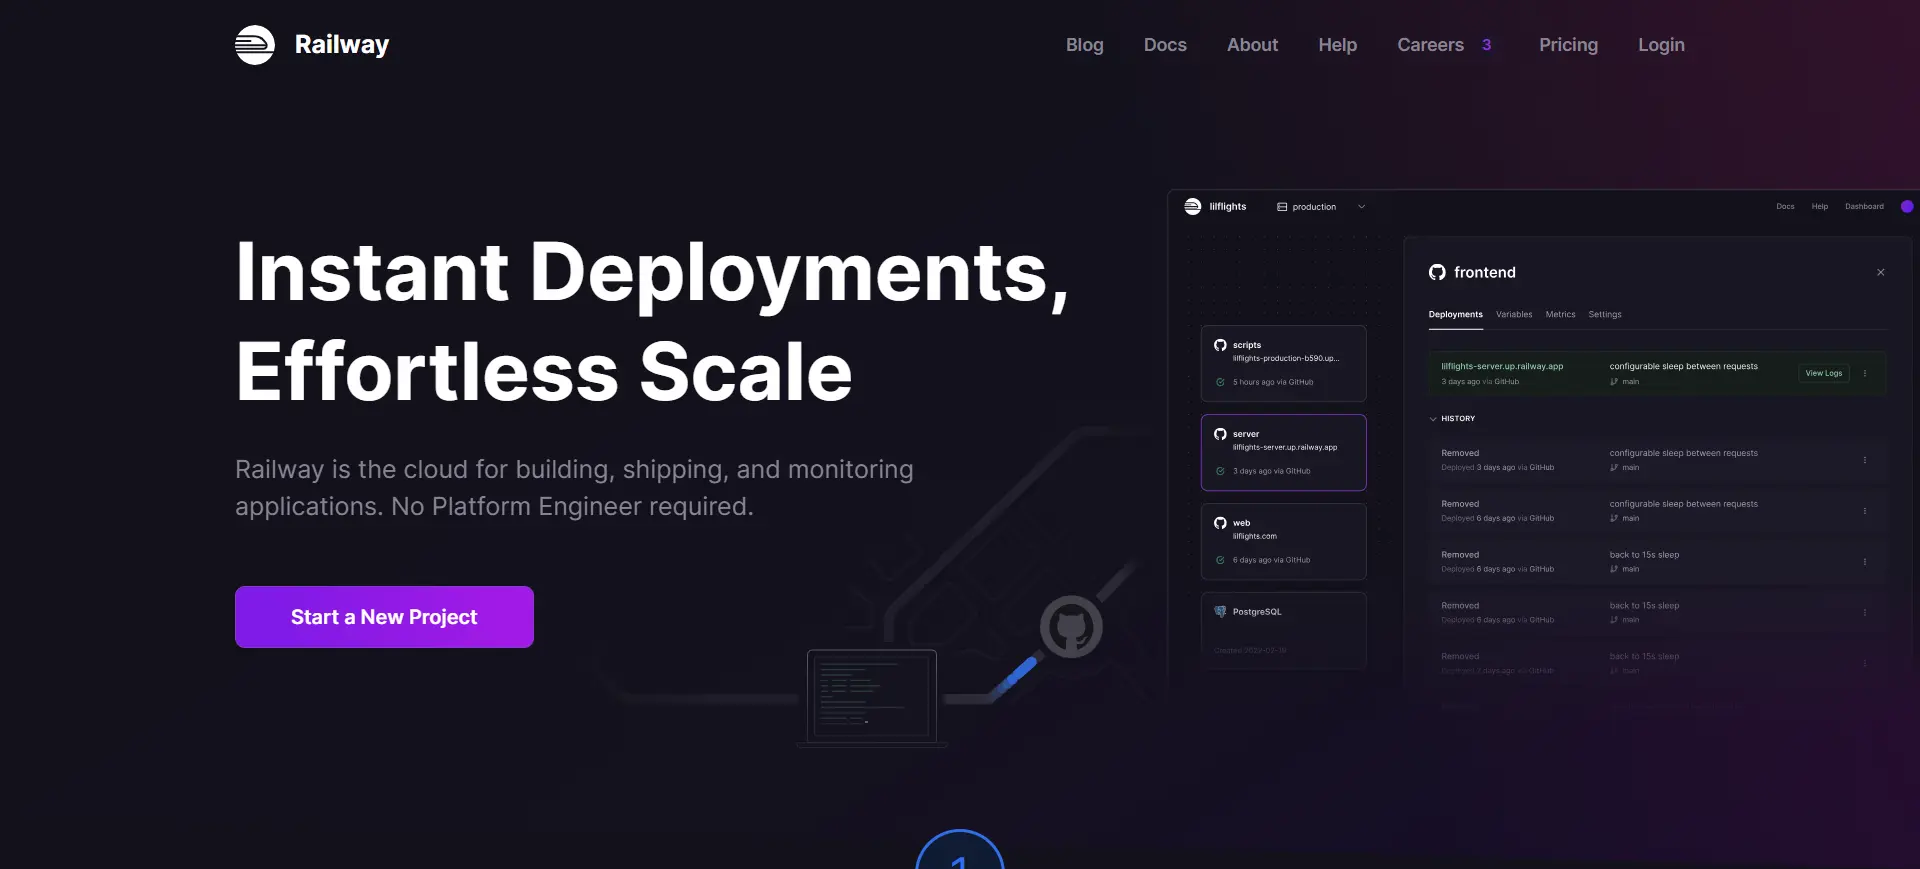 Railway
Blog
Docs
About
Help
Careers 3
Pricing
Login
Instant Deployments,
Effortless Scale
Railway is the cloud for building, shipping, and monitoring
applications. No Platform Engineer required.
Start a New Project
lilflights
production
Docs
Help
Dashboard
scripts
lilflights-production-b590.up...
5 hours ago via GitHub
server
lilflights-server.up.railway.app
3 days ago via GitHub
web
lilflights.com
6 days ago via GitHub
PostgreSQL
frontend
Deployments
Variables
Metrics
Settings
lilflights-server.up.railway.app
3 days ago via GitHub
configurable sleep between requests
main
View Logs
HISTORY
Removed
Deployed 3 days ago via GitHub
configurable sleep between requests
main
Removed
Deployed 6 days ago via GitHub
configurable sleep between requests
main
Removed
Deployed 6 days ago via GitHub
back to 15s sleep
main
Removed
Deployed 6 days ago via GitHub
back to 15s sleep
main
Removed
back to 15s sleep
main
1